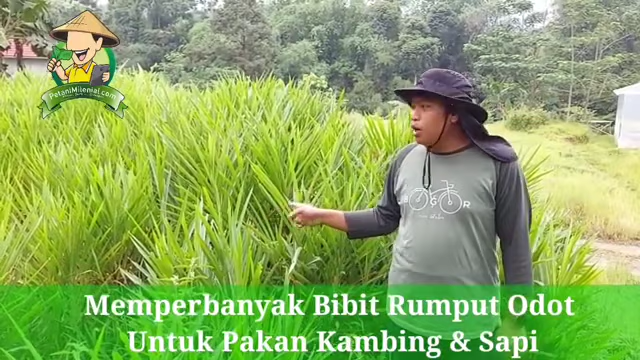 PetaniMilenial.com
Memperbanyak Bibit Rumput Odot
Untuk Pakan Kambing & Sapi